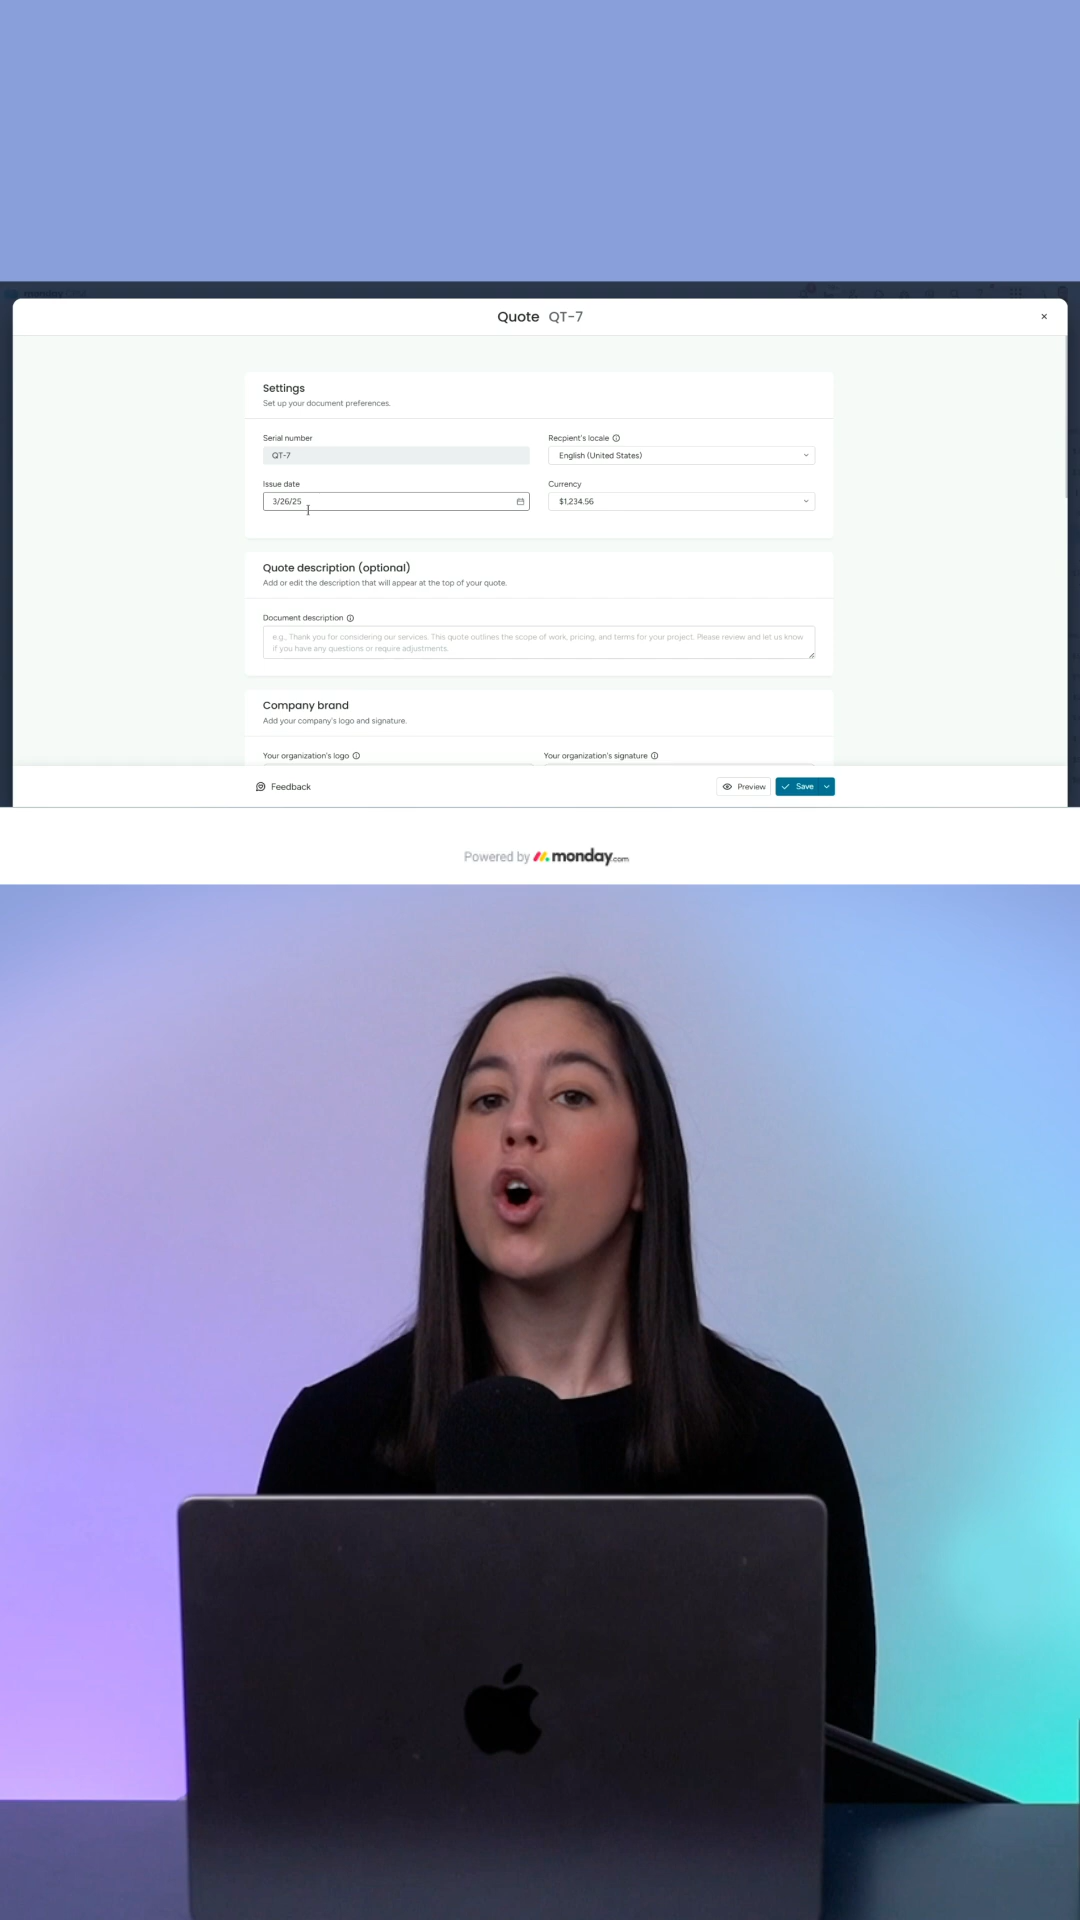 Quote QT-7
Settings
Set up your document preferences.
Serial number
QT-7
Recpient's locale
English (United States)
Issue date
3/26/25
Currency
$1,234.56
Quote description (optional)
Add or edit the description that will appear at the top of your quote.
Document description
e.g., Thank you for considering our services. This quote outlines the scope of work, pricing, and terms for your project. Please review and let us know
if you have any questions or require adjustments.
Company brand
Add your company's logo and signature.
Your organization's logo
Your organization's signature
Feedback
Preview
Save
Powered by monday.com